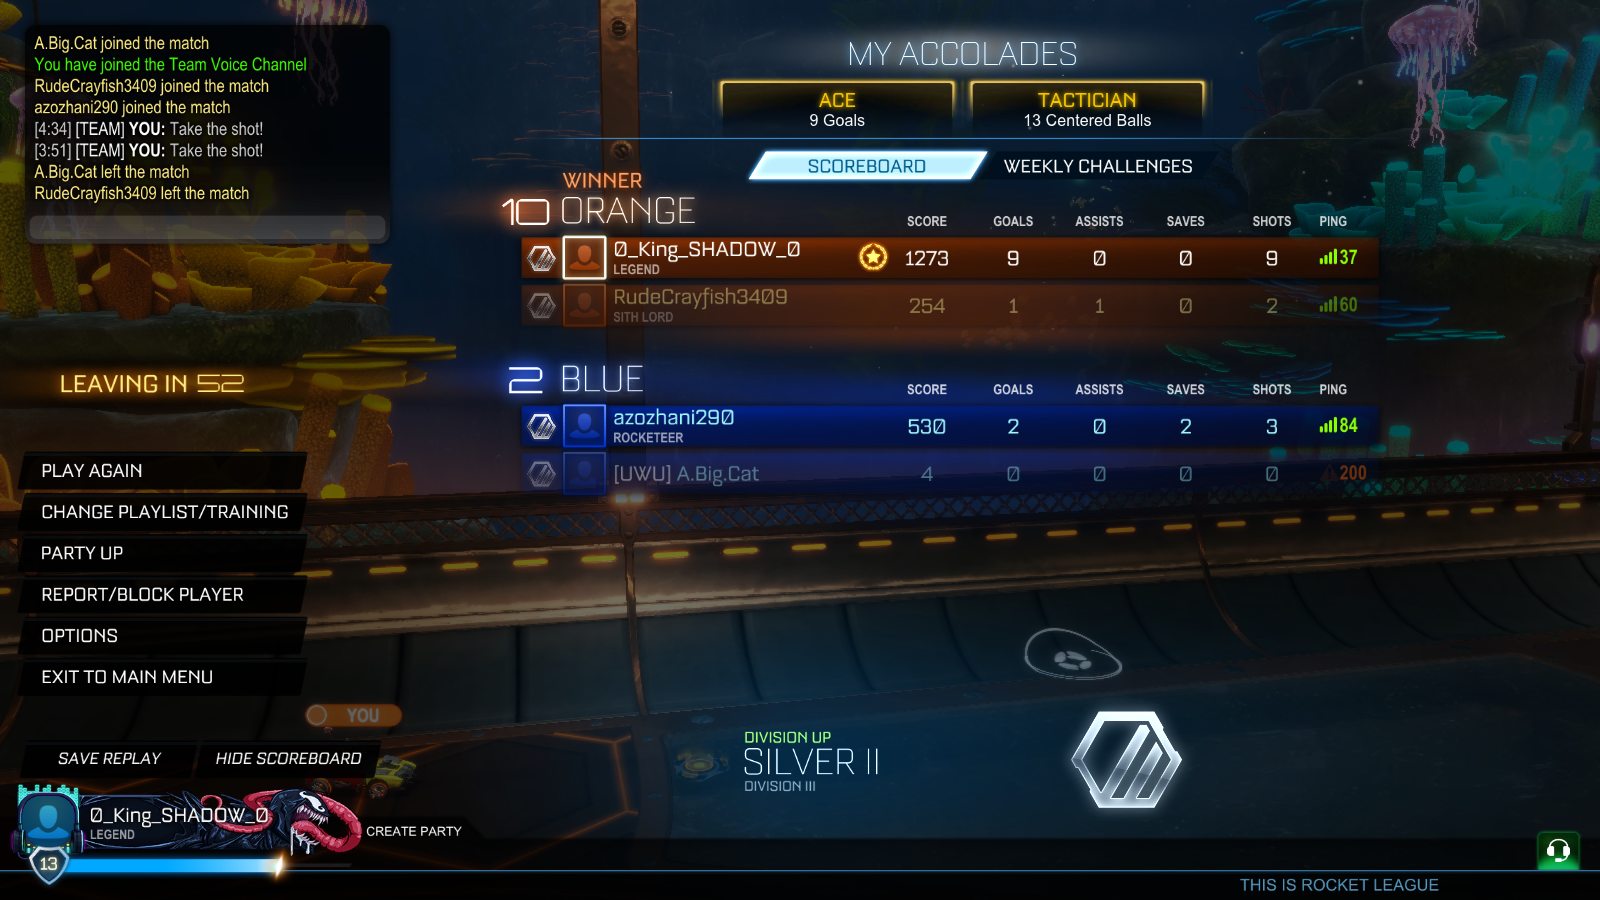 A.Big.Cat joined the match
You have joined the Team Voice Channel
RudeCrayfish3409 joined the match
azozhani290 joined the match
[4:34] [TEAM] YOU: Take the shot!
[3:51] [TEAM] YOU: Take the shot!
A.Big.Cat left the match
RudeCrayfish3409 left the match
MY ACCOLADES
ACE
9 Goals
TACTICIAN
13 Centered Balls
SCOREBOARD
WEEKLY CHALLENGES
WINNER
10 ORANGE
SCORE GOALS ASSISTS SAVES SHOTS PING
0_King_SHADOW_0 1273 9 0 0 9 37
LEGEND
RudeCrayfish3409 254 1 1 0 2 60
SITH LORD
2 BLUE
SCORE GOALS ASSISTS SAVES SHOTS PING
azozhani290 530 2 0 2 3 84
ROCKETEER
[UWU] A.Big.Cat 4 0 0 0 0 200
LEAVING IN 52
PLAY AGAIN
CHANGE PLAYLIST/TRAINING
PARTY UP
REPORT/BLOCK PLAYER
OPTIONS
EXIT TO MAIN MENU
YOU
SAVE REPLAY
HIDE SCOREBOARD
DIVISION UP
SILVER II
DIVISION III
0_King_SHADOW_0
LEGEND
CREATE PARTY
13
THIS IS ROCKET LEAGUE